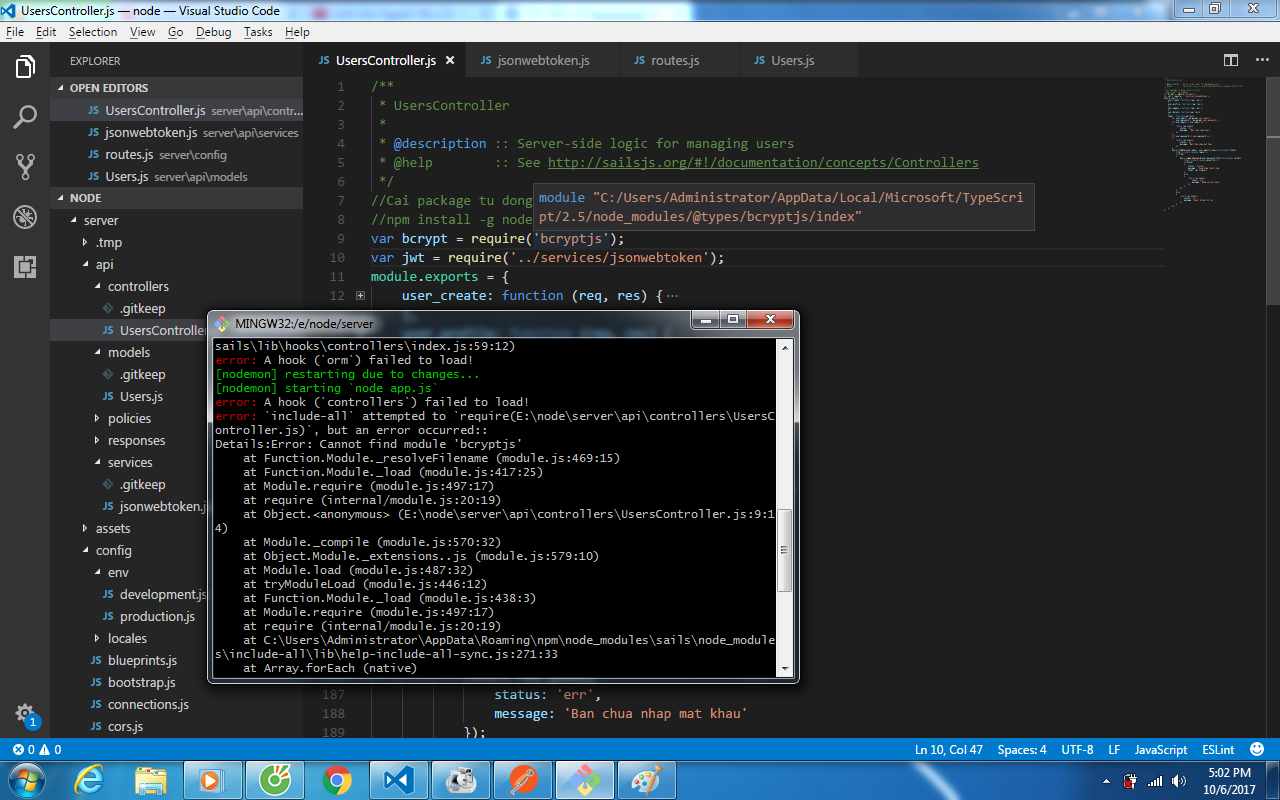 UsersController.js — node — Visual Studio Code
File Edit Selection View Go Debug Tasks Help
EXPLORER
OPEN EDITORS
JS UsersController.js server\api\contr...
JS jsonwebtoken.js server\api\services
JS routes.js server\config
JS Users.js server\api\models
NODE
server
.tmp
api
controllers
.gitkeep
JS UsersController
models
.gitkeep
JS Users.js
policies
responses
services
.gitkeep
JS jsonwebtoken.j
assets
config
env
JS development.js
JS production.js
locales
JS blueprints.js
JS bootstrap.js
JS connections.js
JS cors.js
JS UsersController.js JS jsonwebtoken.js JS routes.js JS Users.js
1 /**
2 * UsersController
3 *
4 * @description :: Server-side logic for managing users
5 * @help :: See http://sailsjs.org/#!/documentation/concepts/Controllers
6 */
7 //Cai package tu dong
8 //npm install -g node
module "C:/Users/Administrator/AppData/Local/Microsoft/TypeScri
pt/2.5/node_modules/@types/bcryptjs/index"
9 var bcrypt = require('bcryptjs');
10 var jwt = require('../services/jsonwebtoken');
11 module.exports = {
12 user_create: function (req, res) {...
MINGW32:/e/node/server
sails\lib\hooks\controllers\index.js:59:12)
error: A hook (`orm`) failed to load!
[nodemon] restarting due to changes...
[nodemon] starting `node app.js`
error: A hook (`controllers`) failed to load!
error: `include-all` attempted to `require(E:\node\server\api\controllers\UsersC
ontroller.js)`, but an error occurred::
Details:Error: Cannot find module 'bcryptjs'
at Function.Module._resolveFilename (module.js:469:15)
at Function.Module._load (module.js:417:25)
at Module.require (module.js:497:17)
at require (internal/module.js:20:19)
at Object.<anonymous> (E:\node\server\api\controllers\UsersController.js:9:1
4)
at Module._compile (module.js:570:32)
at Object.Module._extensions..js (module.js:579:10)
at Module.load (module.js:487:32)
at tryModuleLoad (module.js:446:12)
at Function.Module._load (module.js:438:3)
at Module.require (module.js:497:17)
at require (internal/module.js:20:19)
at C:\Users\Administrator\AppData\Roaming\npm\node_modules\sails\node_module
s\include-all\lib\help-include-all-sync.js:271:33
at Array.forEach (native)
187 status: 'err',
188 message: 'Ban chua nhap mat khau'
189 });
1
0 0
Ln 10, Col 47 Spaces: 4 UTF-8 LF JavaScript ESLint
5:02 PM
10/6/2017